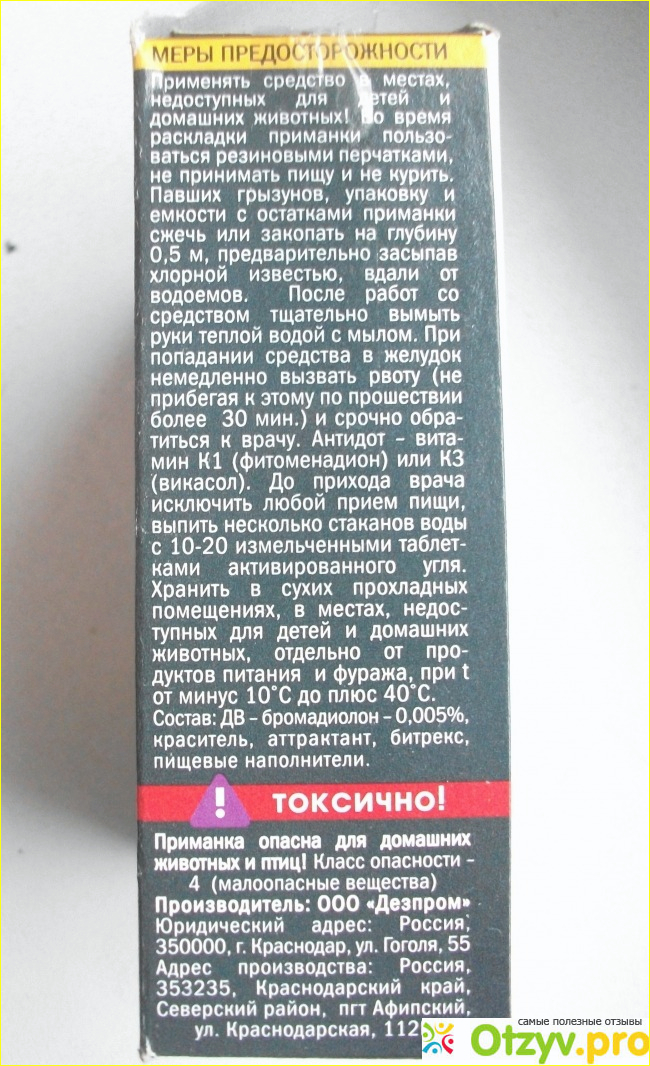 МЕРЫ ПРЕДОСТОРОЖНОСТИ
Применять средство в местах,
недоступных для детей и
домашних животных! Во время
раскладки приманки пользо-
ваться резиновыми перчатками,
не принимать пищу и не курить.
Павших грызунов, упаковку и
емкости с остатками приманки
сжечь или закопать на глубину
0,5 м, предварительно засыпав
хлорной известью, вдали от
водоемов. После работ со
средством тщательно вымыть
руки теплой водой с мылом. При
попадании средства в желудок
немедленно вызвать рвоту (не
прибегая к этому по прошествии
более 30 мин.) и срочно обра-
титься к врачу. Антидот – вита-
мин К1 (фитоменадион) или К3
(викасол). До прихода врача
исключить любой прием пищи,
выпить несколько стаканов воды
с 10-20 измельченными таблет-
ками активированного угля.
Хранить в сухих прохладных
помещениях, в местах, недос-
тупных для детей и домашних
животных, отдельно от про-
дуктов питания и фуража, при t
от минус 10°С до плюс 40°С.
Состав: ДВ – бромадиолон – 0,005%,
краситель, аттрактант, битрекс,
пищевые наполнители.
! ТОКСИЧНО!
Приманка опасна для домашних
животных и птиц! Класс опасности –
4 (малоопасные вещества)
Производитель: ООО «Дезпром»
Юридический адрес: Россия,
350000, г. Краснодар, ул. Гоголя, 55
Адрес производства: Россия,
353235, Краснодарский край,
Северский район, пгт Афипский,
ул. Краснодарская, 112
самые полезные отзывы
Otzyv.pro